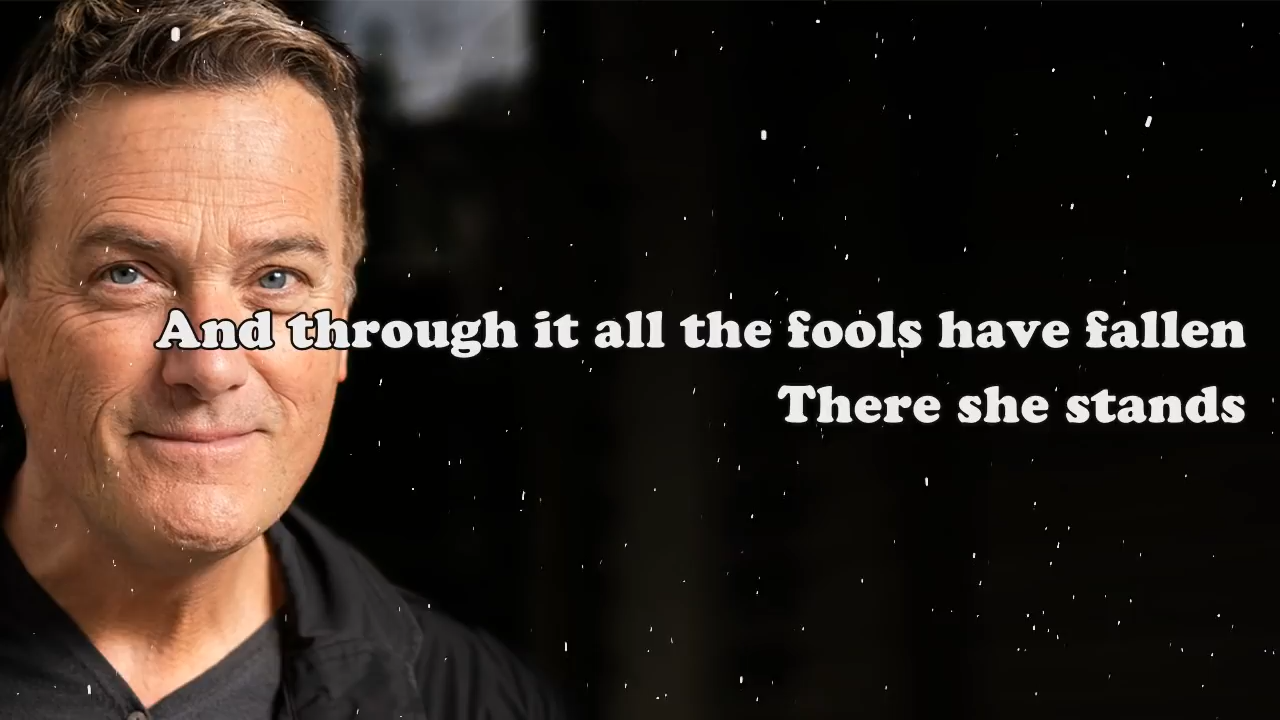 And through it all the fools have fallen
There she stands